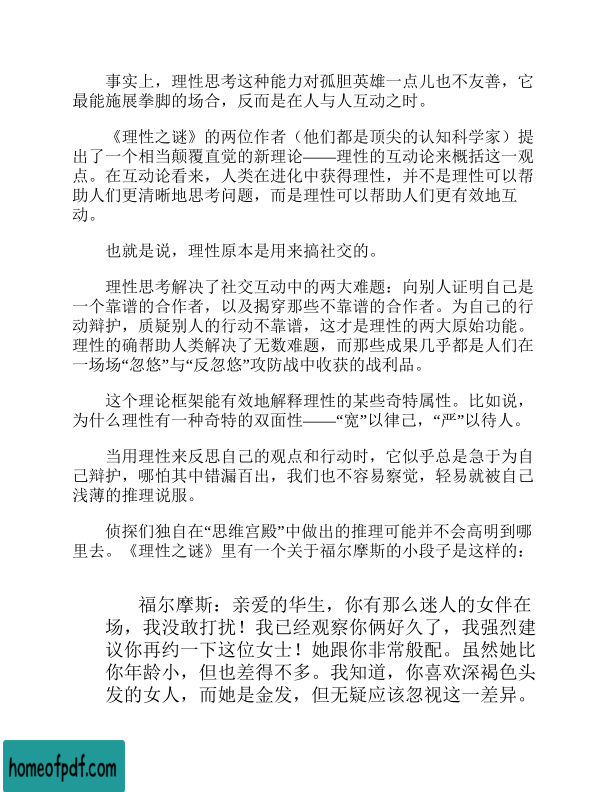 事实上，理性思考这种能力对孤胆英雄一点儿也不友善，它
最能施展拳脚的场合，反而是在人与人互动之时。
《理性之谜》的两位作者（他们都是顶尖的认知科学家）提
出了一个相当颠覆直觉的新理论——理性的互动论来概括这一观
点。在互动论看来，人类在进化中获得理性，并不是理性可以帮
助人们更清晰地思考问题，而是理性可以帮助人们更有效地互
动。
也就是说，理性原本是用来搞社交的。
理性思考解决了社交互动中的两大难题：向别人证明自己是
一个靠谱的合作者，以及揭穿那些不靠谱的合作者。为自己的行
动辩护，质疑别人的行动不靠谱，这才是理性的两大原始功能。
理性的确帮助人类解决了无数难题，而那些成果几乎都是人们在
一场场“忽悠”与“反忽悠”攻防战中收获的战利品。
这个理论框架能有效地解释理性的某些奇特属性。比如说，
为什么理性有一种奇特的双面性——“宽”以律己，“严”以待人。
当用理性来反思自己的观点和行动时，它似乎总是急于为自
己辩护，哪怕其中错漏百出，我们也不容易察觉，轻易就被自己
浅薄的推理说服。
侦探们独自在“思维宫殿”中做出的推理可能并不会高明到哪
里去。《理性之谜》里有一个关于福尔摩斯的小段子是这样的：
福尔摩斯：亲爱的华生，你有那么迷人的女伴在
场，我没敢打扰！我已经观察你俩好久了，我强烈建
议你再约一下这位女士！她跟你非常般配。虽然她比
你年龄小，但也差得不多。我知道，你喜欢深褐色头
发的女人，而她是金发，但无疑应该忽视这一差异。
homeofpdf.com